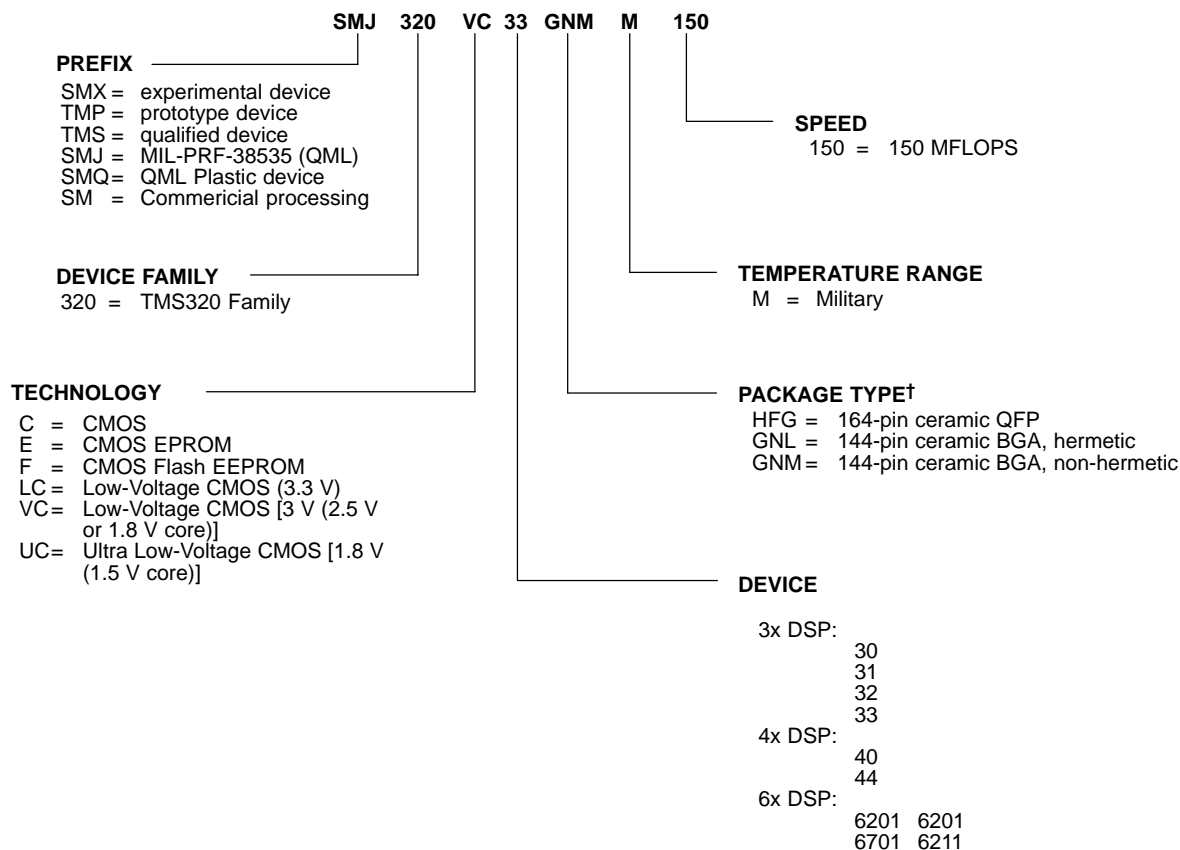 SMJ 320 VC 33 GNM M 150
PREFIX
SMX = experimental device
TMP = prototype device
TMS = qualified device
SMJ = MIL-PRF-38535 (QML)
SMQ = QML Plastic device
SM = Commericial processing
SPEED
150 = 150 MFLOPS
DEVICE FAMILY
320 = TMS320 Family
TEMPERATURE RANGE
M = Military
TECHNOLOGY
C = CMOS
E = CMOS EPROM
F = CMOS Flash EEPROM
LC = Low-Voltage CMOS (3.3 V)
VC = Low-Voltage CMOS [3 V (2.5 V
or 1.8 V core)]
UC = Ultra Low-Voltage CMOS [1.8 V
(1.5 V core)]
PACKAGE TYPE†
HFG = 164-pin ceramic QFP
GNL = 144-pin ceramic BGA, hermetic
GNM = 144-pin ceramic BGA, non-hermetic
DEVICE
3x DSP:
30
31
32
33
4x DSP:
40
44
6x DSP:
6201 6201
6701 6211